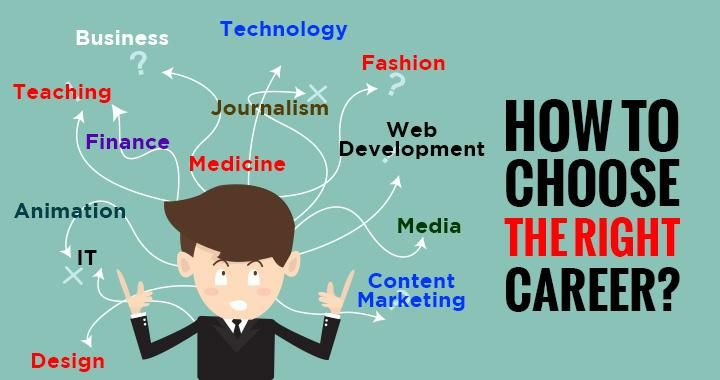 Business
Technology
Fashion
Teaching
Journalism
Finance
Web
Development
Medicine
Animation
Media
IT
Content
Marketing
Design
HOW TO
CHOOSE
THE RIGHT
CAREER?